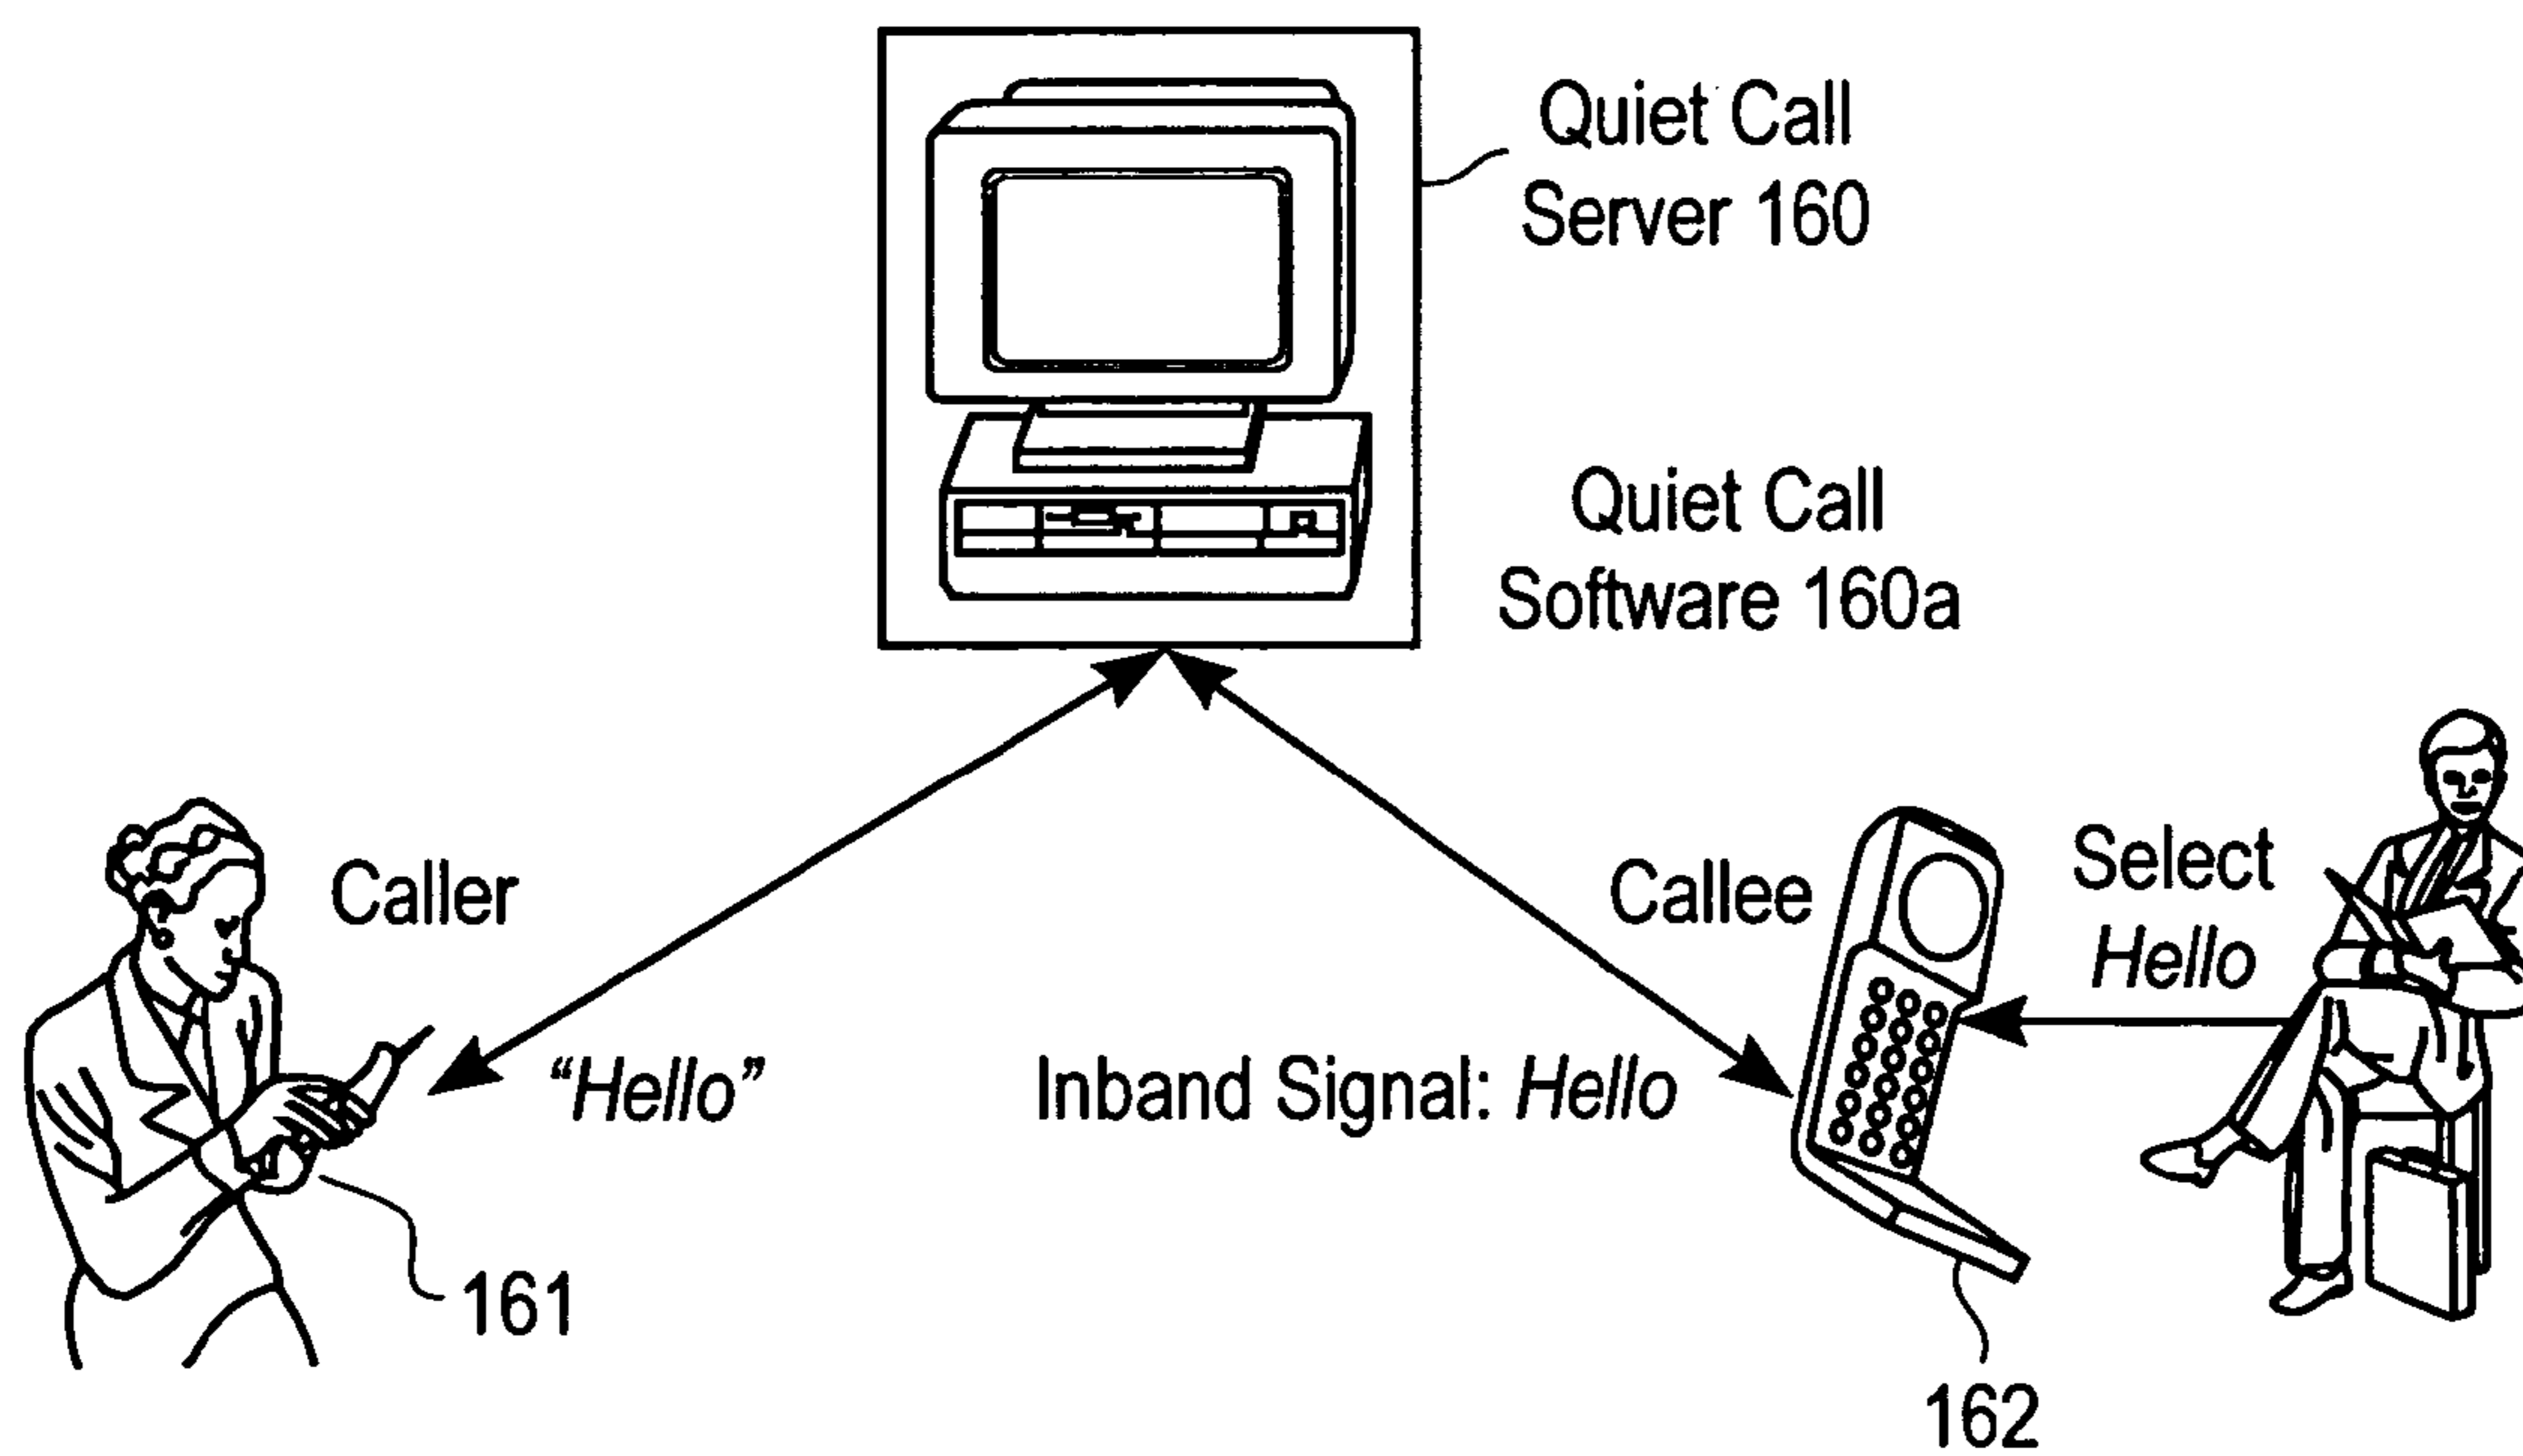 Quiet Call
Server 160
Quiet Call
Software 160a
Caller
Callee
Select
Hello
“Hello”
Inband Signal: Hello
161
162